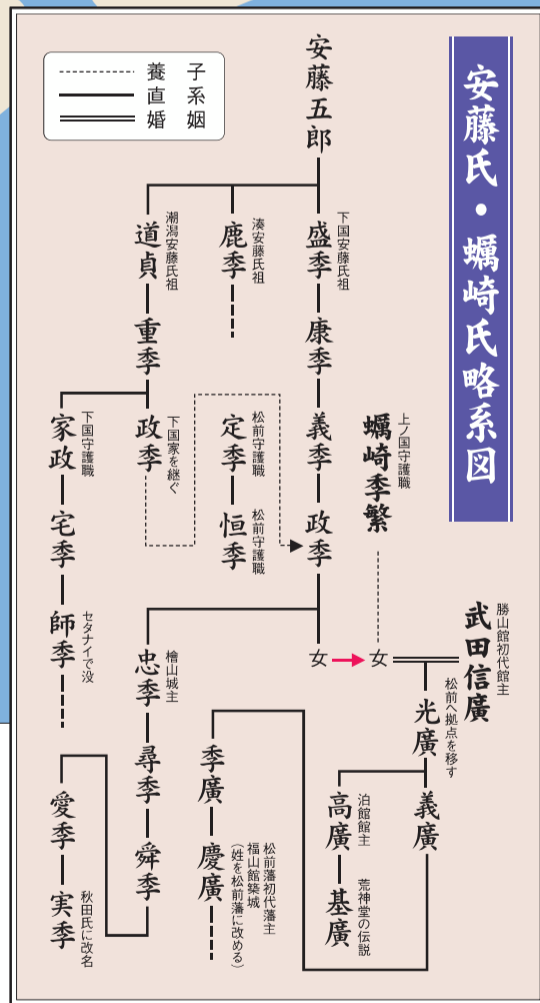 安藤氏・蠣崎氏略系図
養子
直系
婚姻
安藤五郎
下国安藤氏祖
盛季
康季
義季
政季
湊安藤氏祖
鹿季
潮潟安藤氏祖
道貞
重季
下国家を継ぐ
政季
下国守護職
家政
宅季
師季
セタナイで没
松前守護職
定季
松前守護職
恒季
上ノ国守護職
蠣崎季繁
女
女
勝山館初代館主
武田信廣
松前へ拠点を移す
光廣
義廣
泊館館主
高廣
荒神堂の伝説
基廣
季廣
慶廣
松前藩初代藩主
福山館築城
(姓を松前藩に改める)
檜山城主
忠季
尋季
舜季
愛季
実季
秋田氏に改名